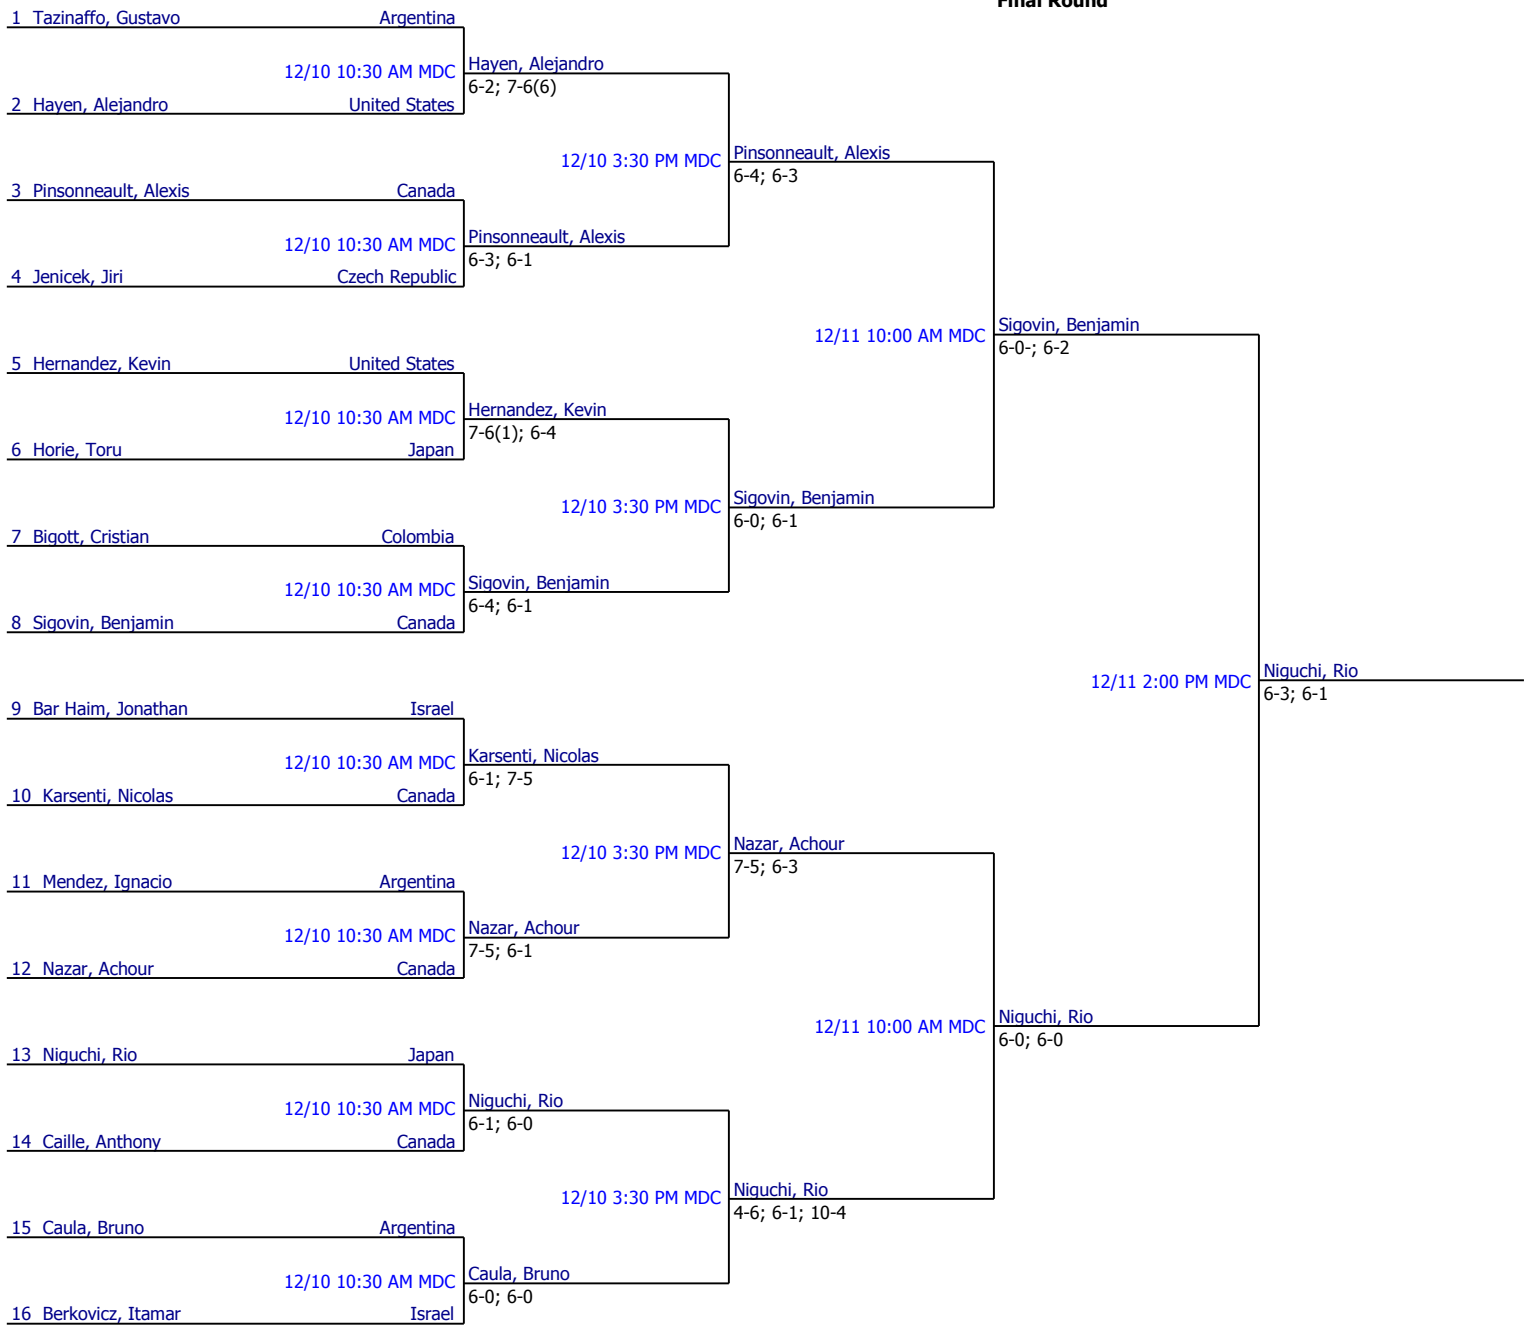 Final Round
1 Tazinaffo, Gustavo Argentina
12/10 10:30 AM MDC
Hayen, Alejandro
6-2; 7-6(6)
2 Hayen, Alejandro United States
12/10 3:30 PM MDC
Pinsonneault, Alexis
6-4; 6-3
3 Pinsonneault, Alexis Canada
12/10 10:30 AM MDC
Pinsonneault, Alexis
6-3; 6-1
4 Jenicek, Jiri Czech Republic
12/11 10:00 AM MDC
Sigovin, Benjamin
6-0-; 6-2
5 Hernandez, Kevin United States
12/10 10:30 AM MDC
Hernandez, Kevin
7-6(1); 6-4
6 Horie, Toru Japan
12/10 3:30 PM MDC
Sigovin, Benjamin
6-0; 6-1
7 Bigott, Cristian Colombia
12/10 10:30 AM MDC
Sigovin, Benjamin
6-4; 6-1
8 Sigovin, Benjamin Canada
12/11 2:00 PM MDC
Niguchi, Rio
6-3; 6-1
9 Bar Haim, Jonathan Israel
12/10 10:30 AM MDC
Karsenti, Nicolas
6-1; 7-5
10 Karsenti, Nicolas Canada
12/10 3:30 PM MDC
Nazar, Achour
7-5; 6-3
11 Mendez, Ignacio Argentina
12/10 10:30 AM MDC
Nazar, Achour
7-5; 6-1
12 Nazar, Achour Canada
12/11 10:00 AM MDC
Niguchi, Rio
6-0; 6-0
13 Niguchi, Rio Japan
12/10 10:30 AM MDC
Niguchi, Rio
6-1; 6-0
14 Caille, Anthony Canada
12/10 3:30 PM MDC
Niguchi, Rio
4-6; 6-1; 10-4
15 Caula, Bruno Argentina
12/10 10:30 AM MDC
Caula, Bruno
6-0; 6-0
16 Berkovicz, Itamar Israel